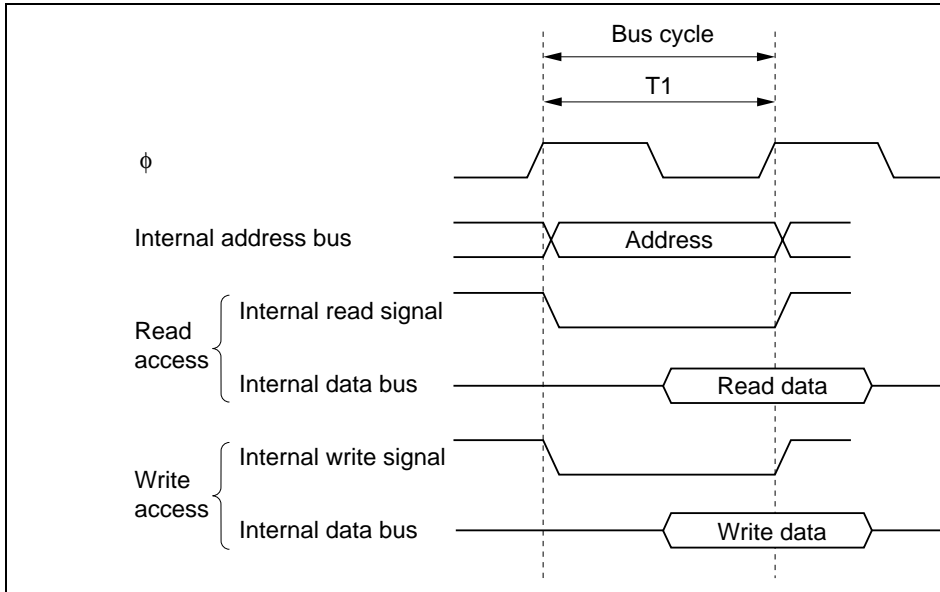 Bus cycle
T1
ϕ
Internal address bus
Address
Read
access
Internal read signal
Internal data bus
Read data
Write
access
Internal write signal
Internal data bus
Write data